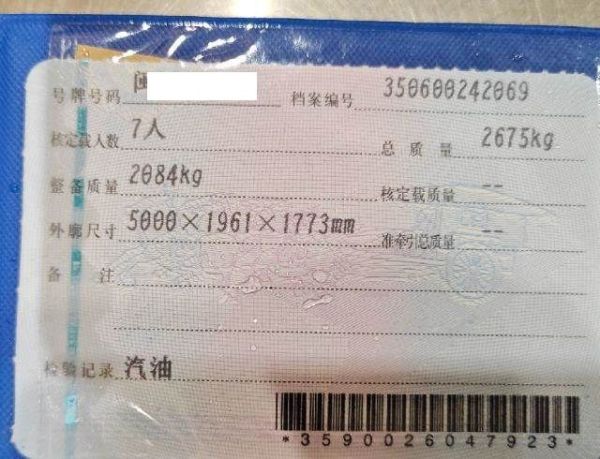 号牌号码 闽 档案编号 350600242069
核定载人数 7人 总质量 2675kg
整备质量 2084kg 核定载质量 --
外廓尺寸 5000×1961×1773mm 准牵引总质量 --
备注
检验记录 汽油
*359002604792 3*